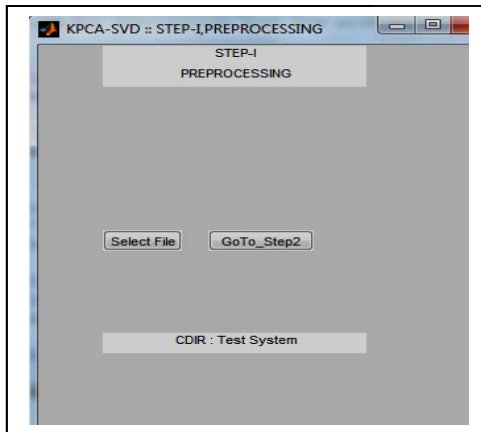 KPCA-SVD :: STEP-I,PREPROCESSING
STEP-I
PREPROCESSING
Select File
GoTo_Step2
CDIR : Test System